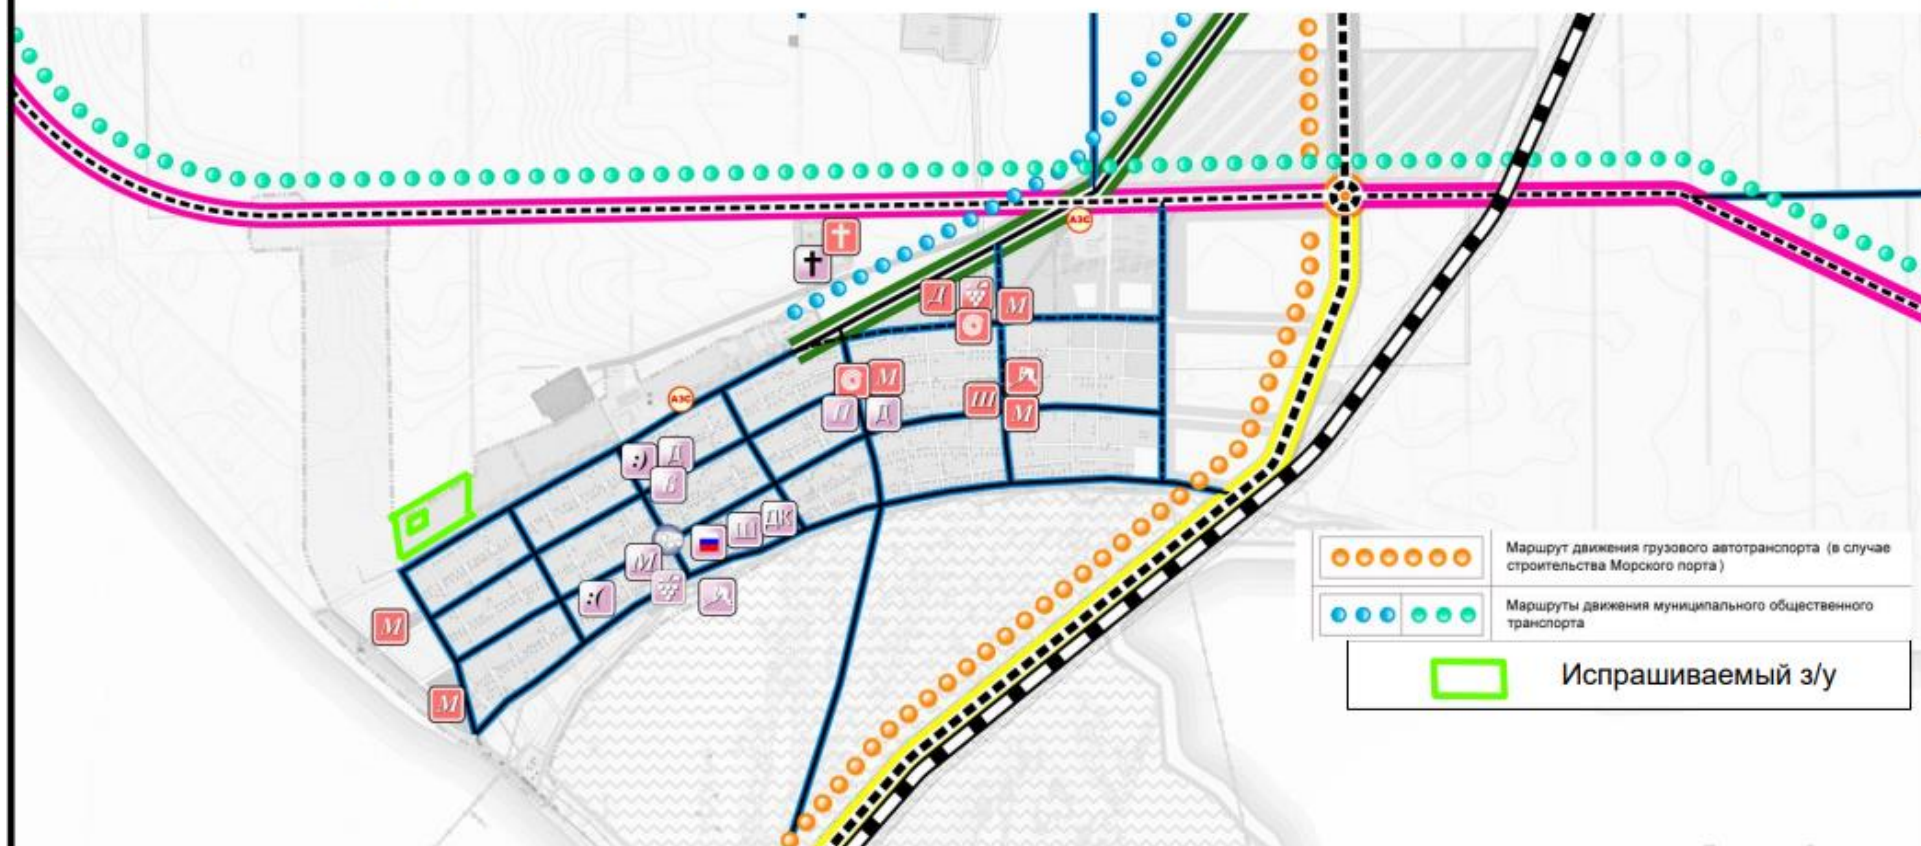 АЗС
Д
М
М
П
Д
Ш
М
АЗС
:)
Д
В
Ш
ДК
М
:(
М
М
Маршрут движения грузового автотранспорта (в случае
строительства Морского порта)
Маршруты движения муниципального общественного
транспорта
Испрашиваемый з/у